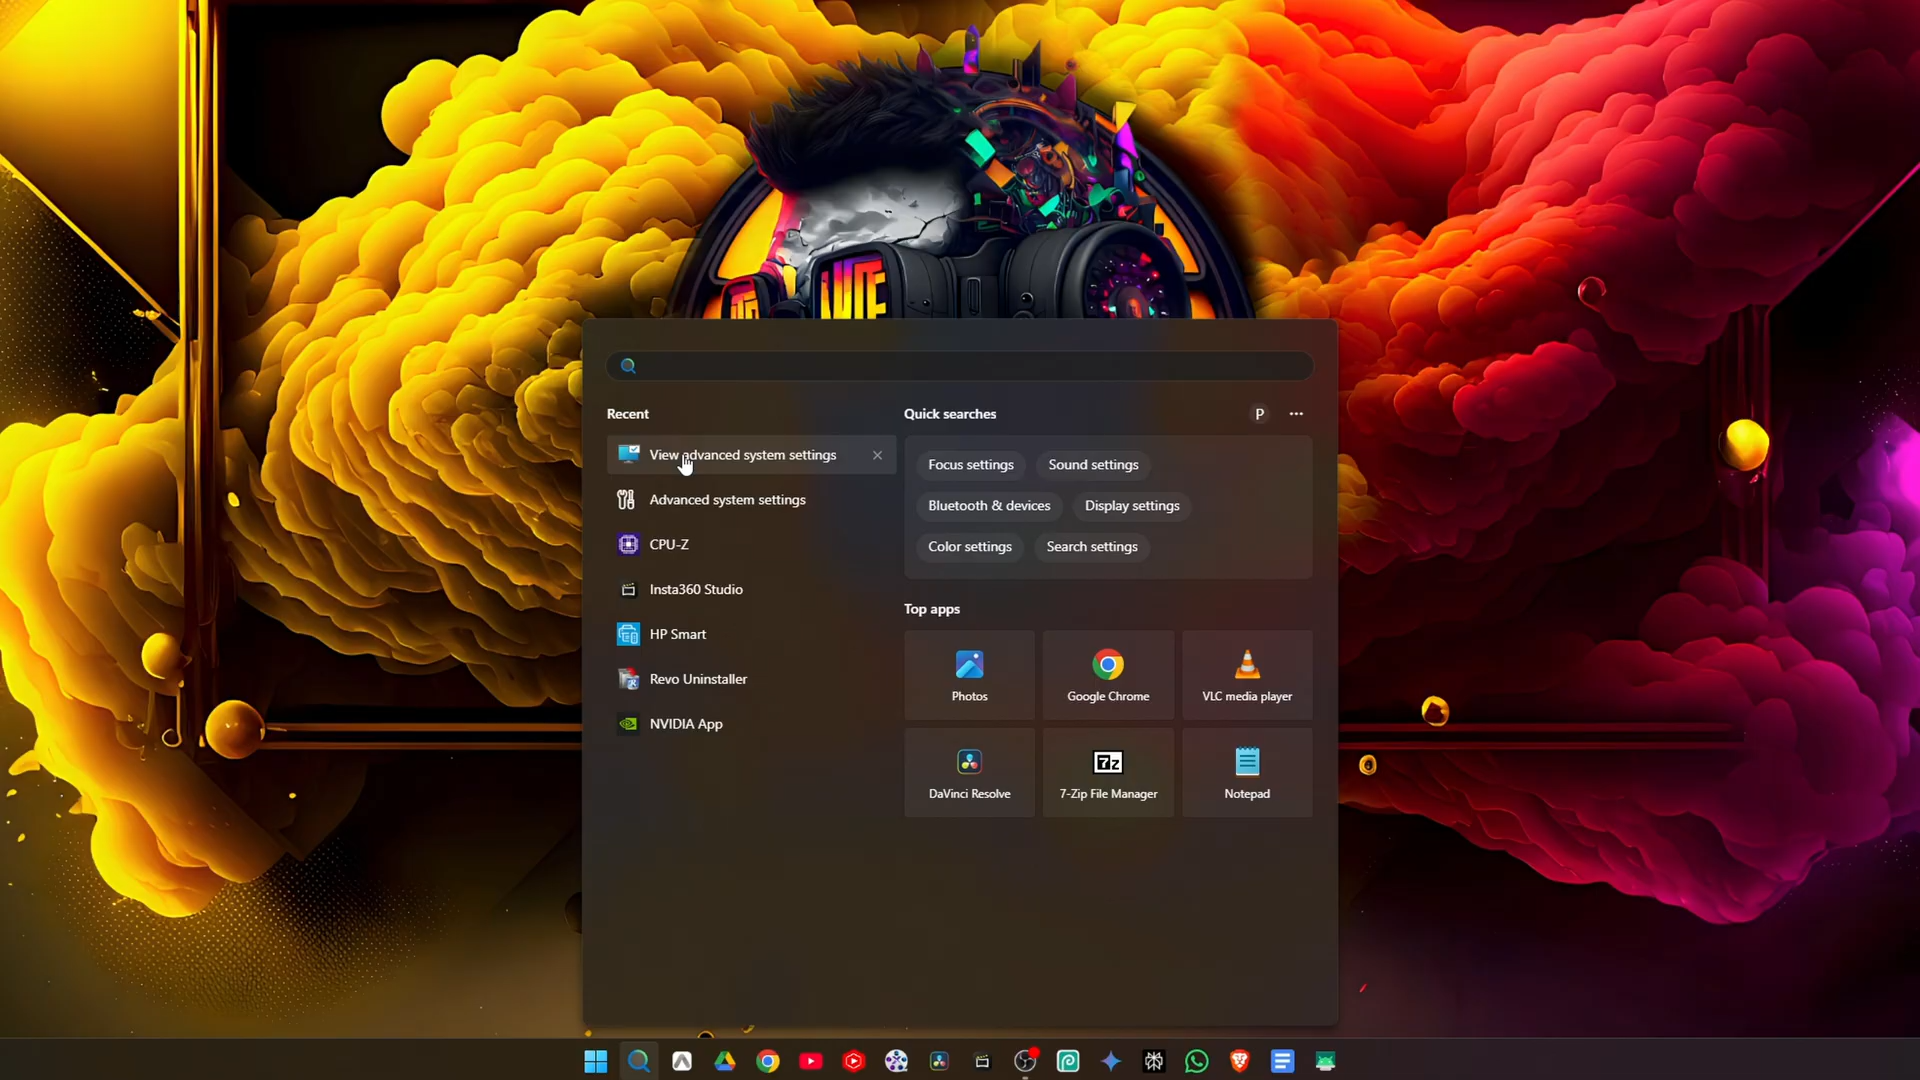 Recent
View advanced system settings
Advanced system settings
CPU-Z
Insta360 Studio
HP Smart
Revo Uninstaller
NVIDIA App
Quick searches
P
Focus settings
Sound settings
Bluetooth & devices
Display settings
Color settings
Search settings
Top apps
Photos
Google Chrome
VLC media player
DaVinci Resolve
7z
7-Zip File Manager
Notepad